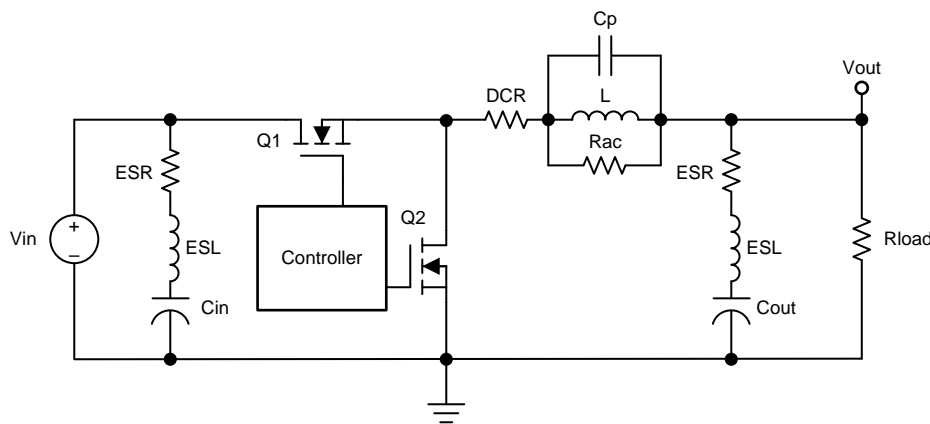 Cp
Vout
DCR
L
Q1
Rac
ESR
ESR
Q2
Vin
+
−
ESL
Controller
ESL
Rload
Cin
Cout